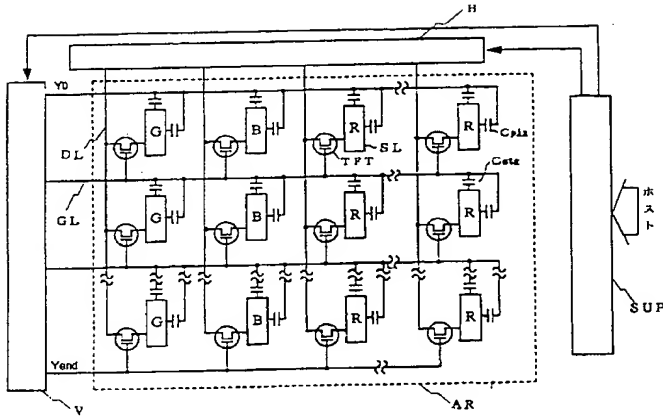 H
Y0
G B R R
DL
SL
TFT
Cpix
Cstg
GL
G B R R
ホスト
G B R R
SUP
Yend
V
AR